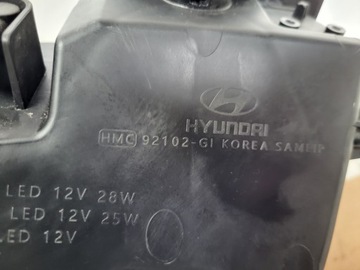 HYUNDAI
HMC 92102-GI KOREA SAMLIP
LED 12V 28W
LED 12V 25W
LED 12V